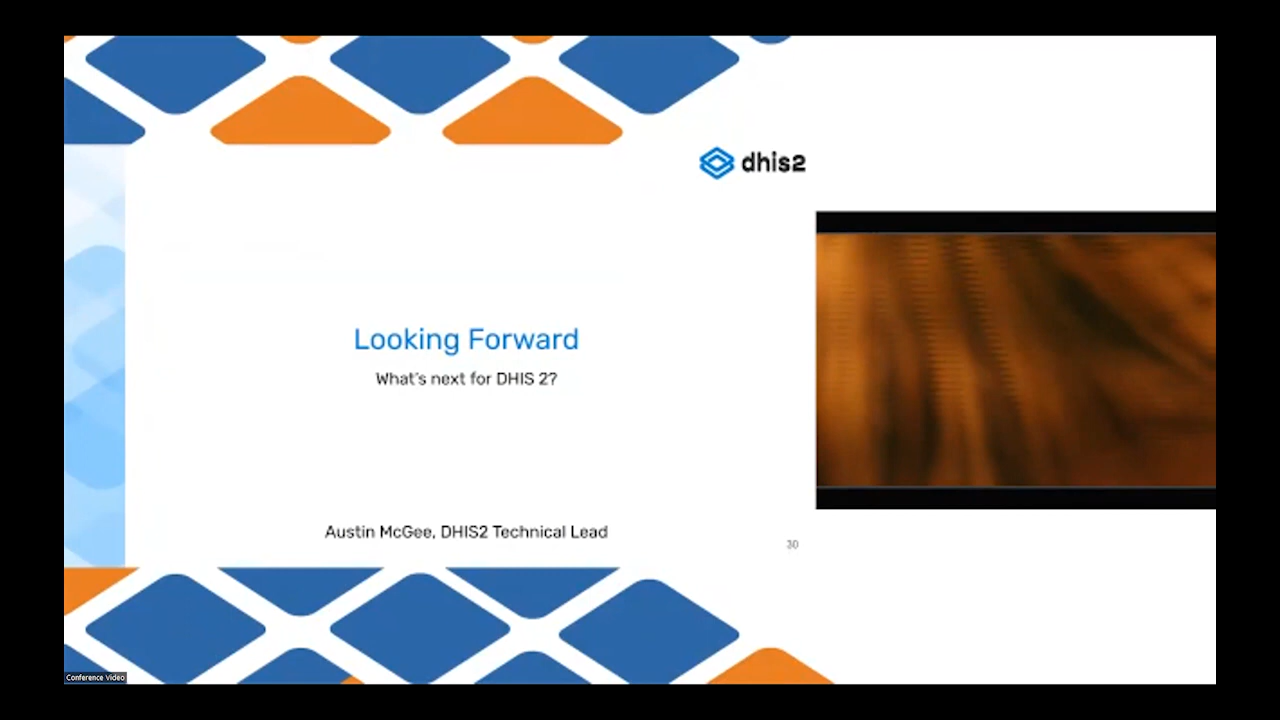 dhis2
Looking Forward
What's next for DHIS 2?
Austin McGee, DHIS2 Technical Lead
30
Conference Video